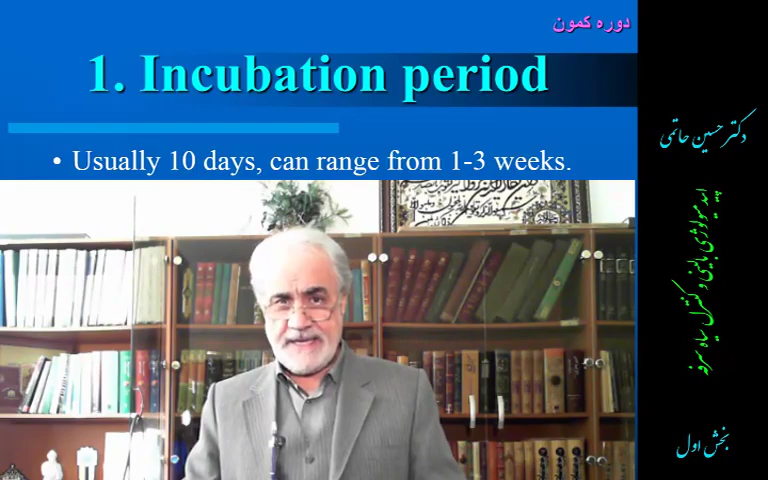 دوره کمون
1. Incubation period
• Usually 10 days, can range from 1-3 weeks.
دکتر حسین حاتمی
اپیدمیولوژی بالینی و کنترل سیاه سرفه
بخش اول